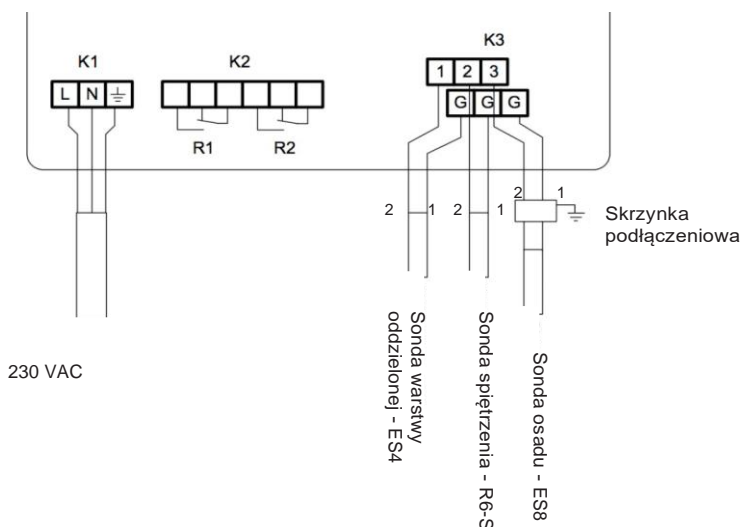 K1
K2
K3
L N
1 2 3
G G G
R1
R2
2 1
2 1
2 1
Skrzynka
podłączeniowa
230 VAC
Sonda warstwy
oddzielonej - ES4
Sonda spiętrzenia - R6-S
Sonda osadu - ES8